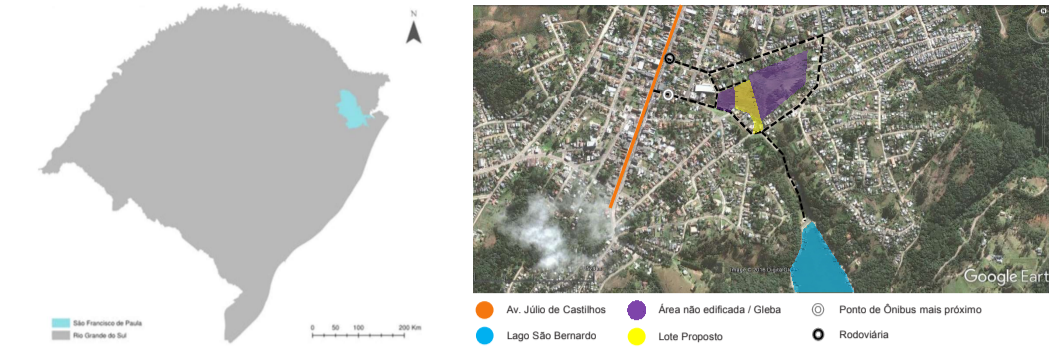 N
São Francisco de Paula
Rio Grande do Sul
0 50 100 200 Km
Google Eart
Av. Júlio de Castilhos
Área não edificada / Gleba
Ponto de Ônibus mais próximo
Lago São Bernardo
Lote Proposto
Rodoviária